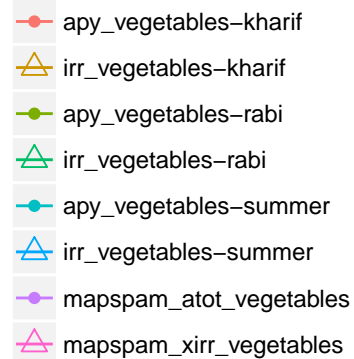 apy_vegetables−kharif
irr_vegetables−kharif
apy_vegetables−rabi
irr_vegetables−rabi
apy_vegetables−summer
irr_vegetables−summer
mapspam_atot_vegetables
mapspam_xirr_vegetables